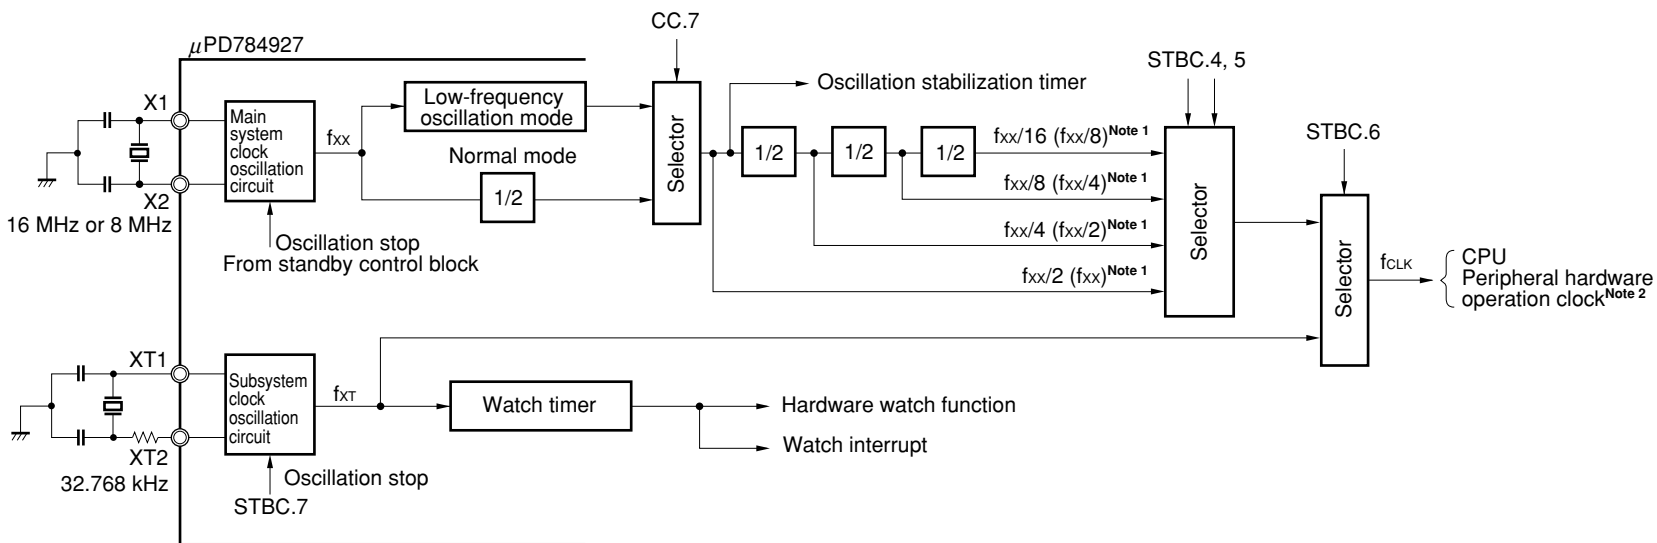 CC.7
μPD784927
STBC.4, 5
X1
Main
system
clock
oscillation
circuit
fXX
Low-frequency
oscillation mode
Normal mode
1/2
Selector
Oscillation stabilization timer
1/2
1/2
1/2
fXX/16 (fXX/8)Note 1
fXX/8 (fXX/4)Note 1
fXX/4 (fXX/2)Note 1
fXX/2 (fXX)Note 1
Selector
STBC.6
Selector
fCLK
CPU
Peripheral hardware
operation clockNote 2
X2
16 MHz or 8 MHz
Oscillation stop
From standby control block
XT1
Subsystem
clock
oscillation
circuit
fXT
Watch timer
Hardware watch function
Watch interrupt
XT2
32.768 kHz
Oscillation stop
STBC.7